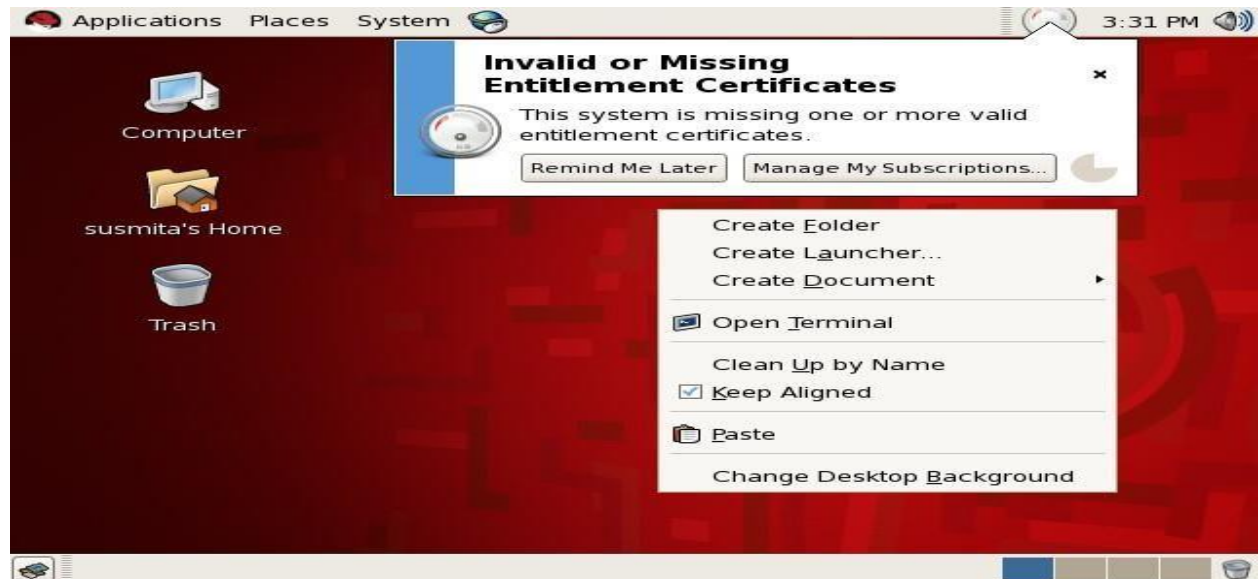 Applications Places System 3:31 PM
Invalid or Missing
Entitlement Certificates
This system is missing one or more valid
entitlement certificates.
Remind Me Later Manage My Subscriptions...
Computer
susmita's Home
Trash
Create Folder
Create Launcher...
Create Document
Open Terminal
Clean Up by Name
Keep Aligned
Paste
Change Desktop Background